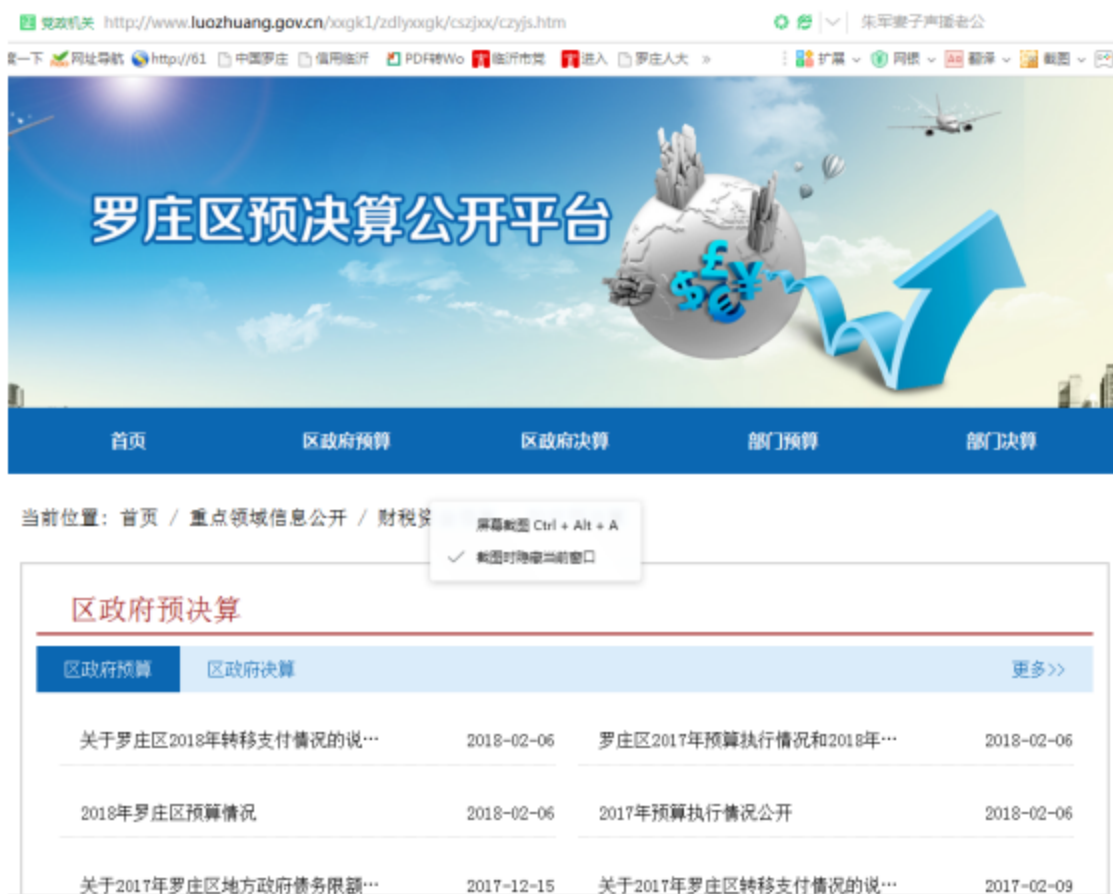 党政机关 http://www.luozhuang.gov.cn/xxgk1/zdlyxxgk/cszjxx/czyjs.htm 朱军妻子声援老公
一下 网址导航 http://61 中国罗庄 信用临沂 PDF转Wo 临沂市党 进入 罗庄人大 » 扩展 网银 翻译 截图
罗庄区预决算公开平台
首页 区政府预算 区政府决算 部门预算 部门决算
当前位置: 首页 / 重点领域信息公开 / 财税资
屏幕截图 Ctrl + Alt + A
截图时隐藏当前窗口
区政府预决算
区政府预算 区政府决算 更多>>
关于罗庄区2018年转移支付情况的说… 2018-02-06 罗庄区2017年预算执行情况和2018年… 2018-02-06
2018年罗庄区预算情况 2018-02-06 2017年预算执行情况公开 2018-02-06
关于2017年罗庄区地方政府债务限额… 2017-12-15 关于2017年罗庄区转移支付情况的说… 2017-02-09